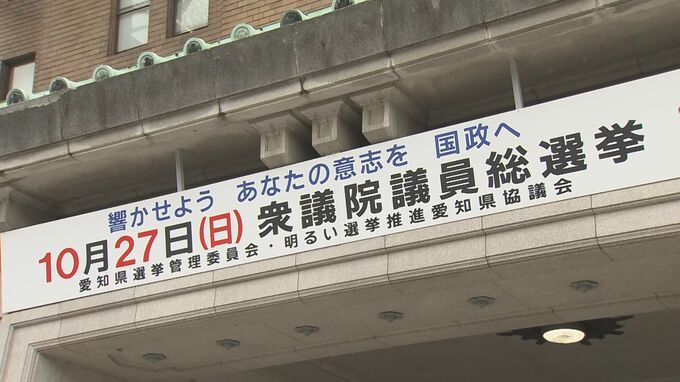 響かせよう あなたの意志を 国政へ
10月27日(日) 衆議院議員総選挙
愛知県選挙管理委員会・明るい選挙推進愛知県協議会